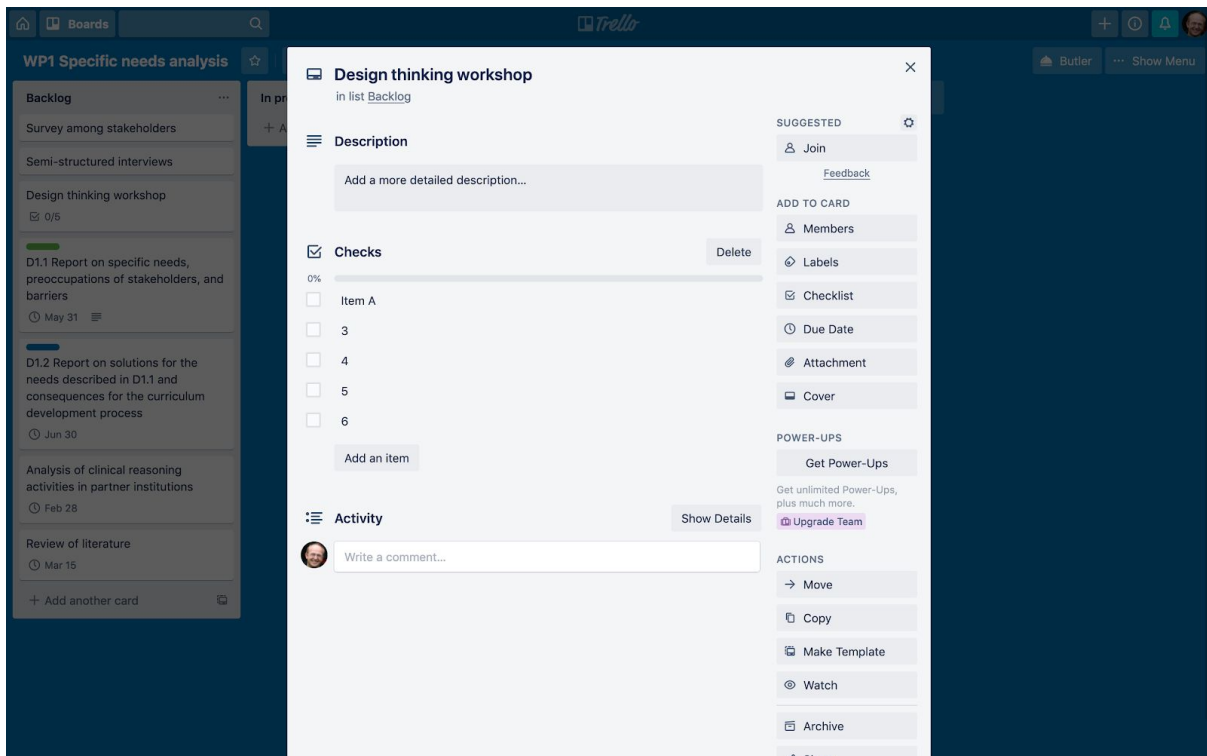 Boards
Trello
WP1 Specific needs analysis
Butler
... Show Menu
Backlog
...
Survey among stakeholders
Semi-structured interviews
Design thinking workshop
0/5
D1.1 Report on specific needs,
preoccupations of stakeholders, and
barriers
May 31
D1.2 Report on solutions for the
needs described in D1.1 and
consequences for the curriculum
development process
Jun 30
Analysis of clinical reasoning
activities in partner institutions
Feb 28
Review of literature
Mar 15
+ Add another card
In pr
+ A
Design thinking workshop
in list Backlog
Description
Add a more detailed description...
Checks
Delete
0%
Item A
3
4
5
6
Add an item
Activity
Show Details
Write a comment...
SUGGESTED
Join
Feedback
ADD TO CARD
Members
Labels
Checklist
Due Date
Attachment
Cover
POWER-UPS
Get Power-Ups
Get unlimited Power-Ups,
plus much more.
Upgrade Team
ACTIONS
Move
Copy
Make Template
Watch
Archive